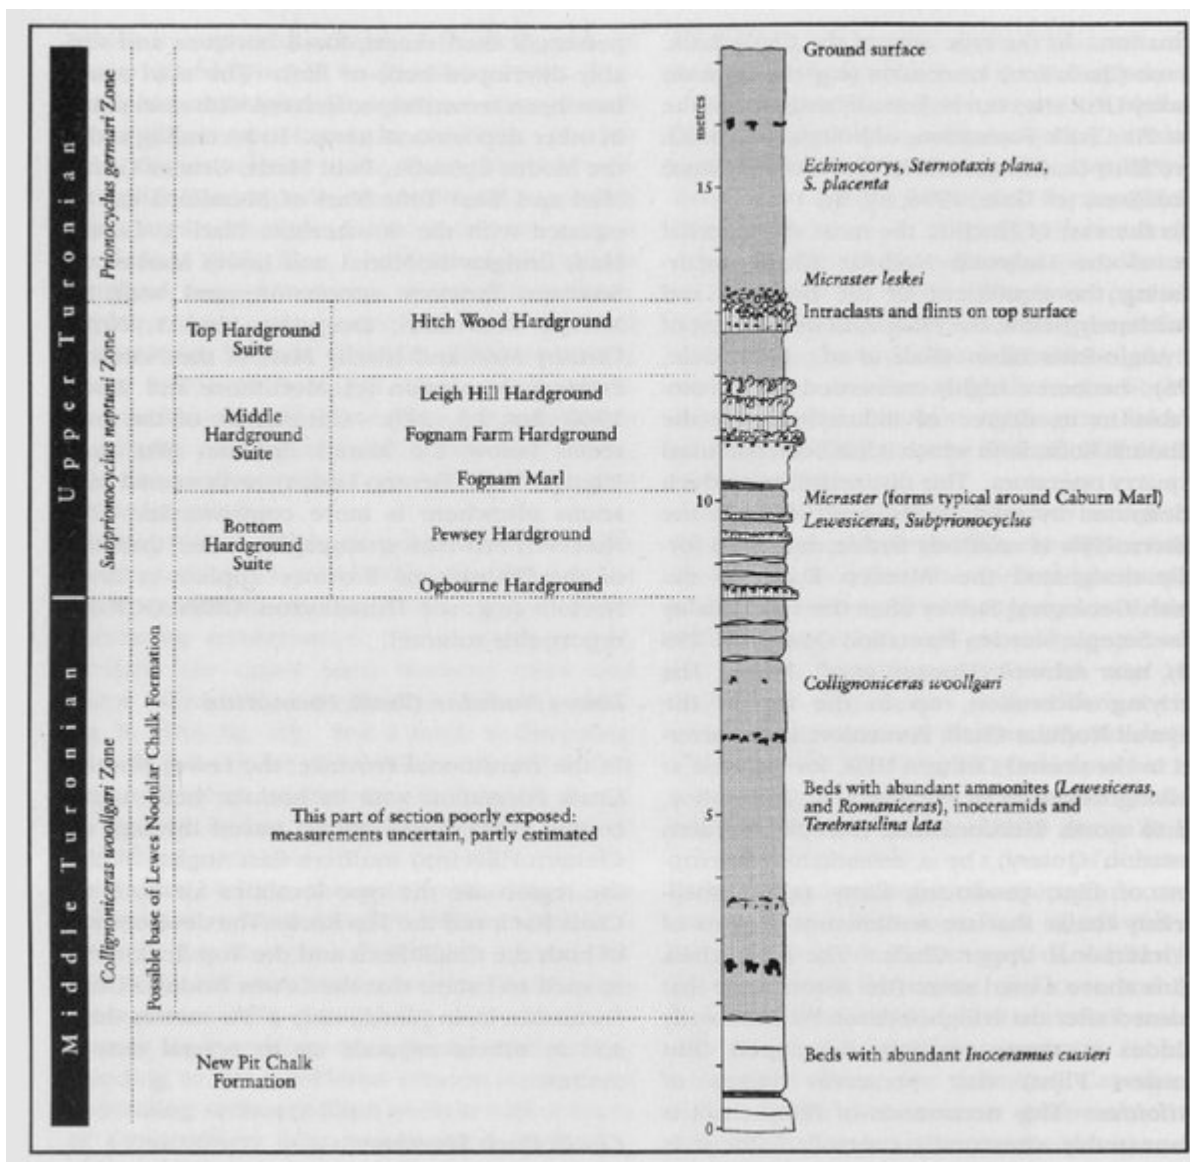 Upper Turonian
Middle Turonian
Prionocyclus germari Zone
Subprionocyclus neptuni Zone
Collignoniceras woollgari Zone
Possible base of Lewes Nodular Chalk Formation
Top Hardground
Suite
Middle
Hardground
Suite
Bottom
Hardground
Suite
New Pit Chalk
Formation
Hitch Wood Hardground
Leigh Hill Hardground
Fognam Farm Hardground
Fognam Marl
Pewsey Hardground
Ogbourne Hardground
This part of section poorly exposed:
measurements uncertain, partly estimated
metres
15
10
5
0
Ground surface
Echinocorys, Sternotaxis plana,
S. placenta
Micraster leskei
Intraclasts and flints on top surface
Micraster (forms typical around Caburn Marl)
Lewesiceras, Subprionocyclus
Collignoniceras woollgari
Beds with abundant ammonites (Lewesiceras,
and Romaniceras), inoceramids and
Terebratulina lata
Beds with abundant Inoceramus cuvieri